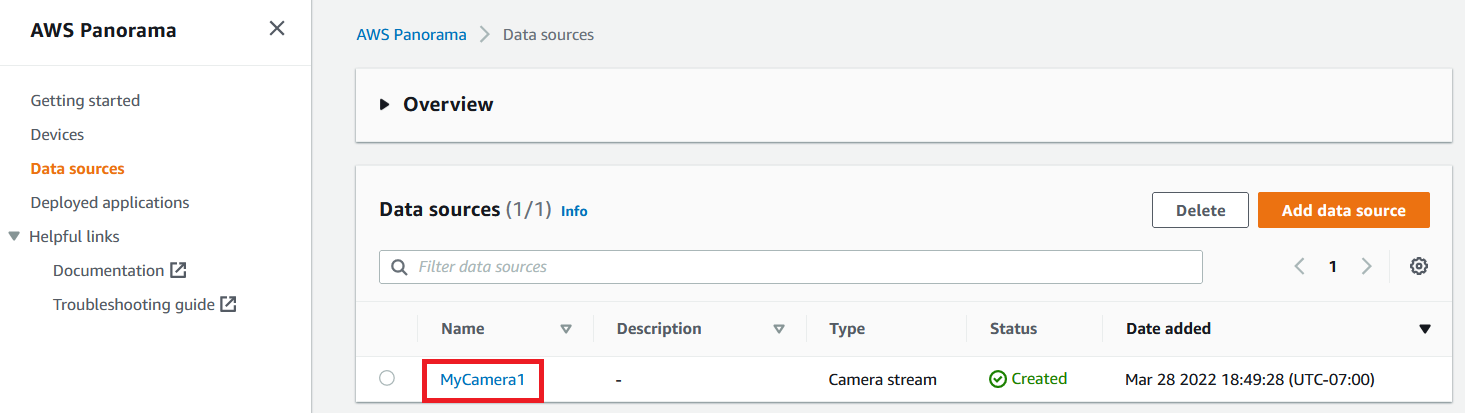 AWS Panorama
Getting started
Devices
Data sources
Deployed applications
Helpful links
Documentation
Troubleshooting guide
AWS Panorama > Data sources
Overview
Data sources (1/1) Info
Delete
Add data source
Filter data sources
1
Name Description Type Status Date added
MyCamera1 - Camera stream Created Mar 28 2022 18:49:28 (UTC-07:00)